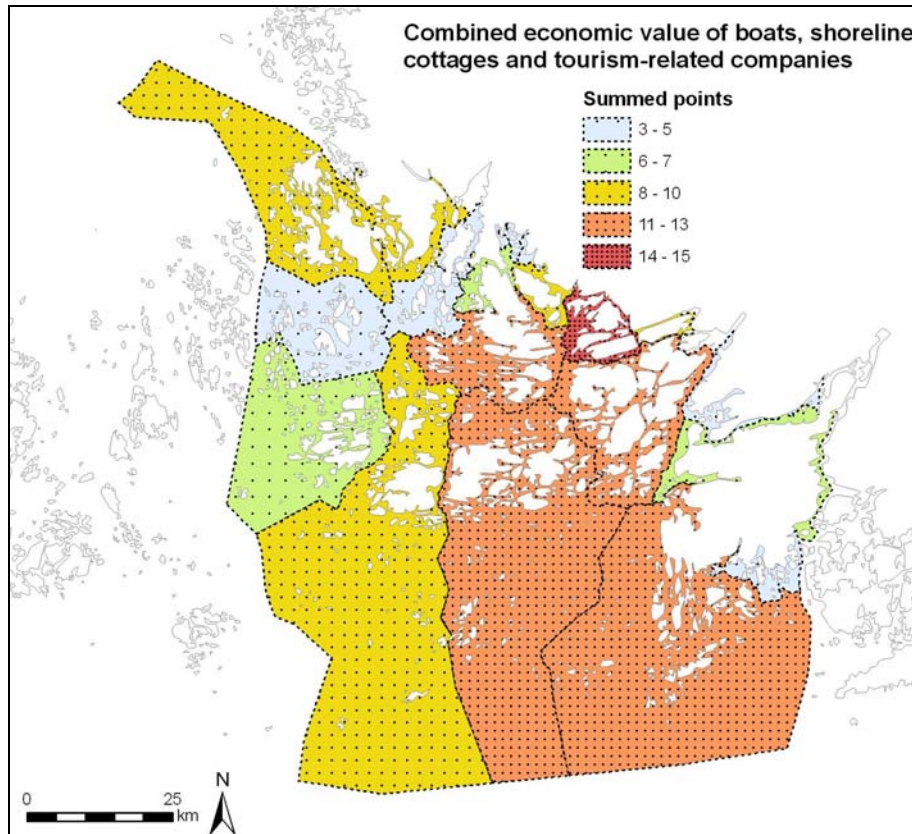 Combined economic value of boats, shoreline
cottages and tourism-related companies
Summed points
3 - 5
6 - 7
8 - 10
11 - 13
14 - 15
N
0 25
km